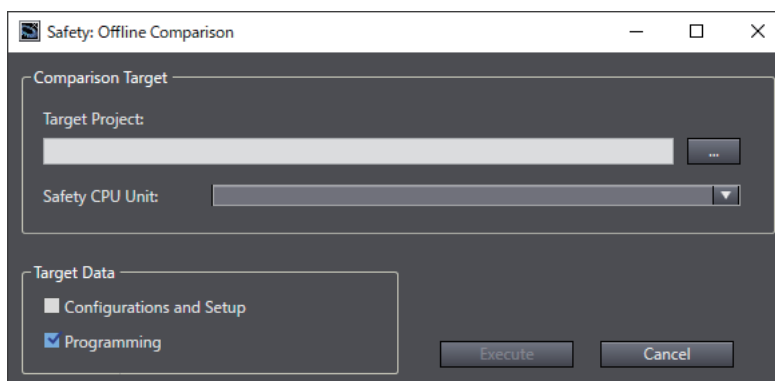 Safety: Offline Comparison
Comparison Target
Target Project:
...
Safety CPU Unit:
Target Data
Configurations and Setup
Programming
Execute
Cancel